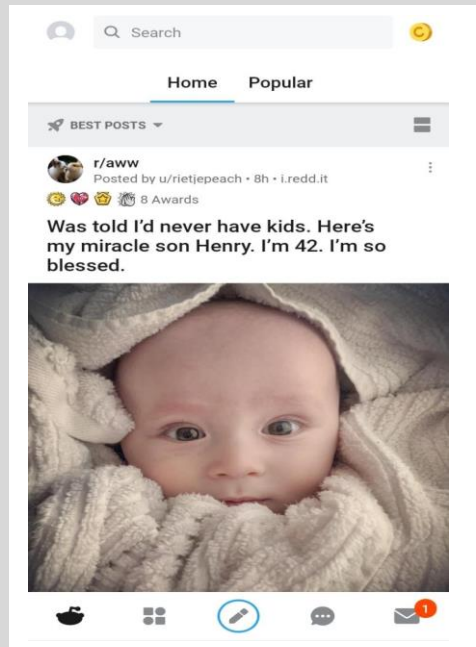 Search
Home Popular
BEST POSTS
r/aww
Posted by u/rietjepeach • 8h • i.redd.it
8 Awards
Was told I'd never have kids. Here's
my miracle son Henry. I'm 42. I'm so
blessed.
1